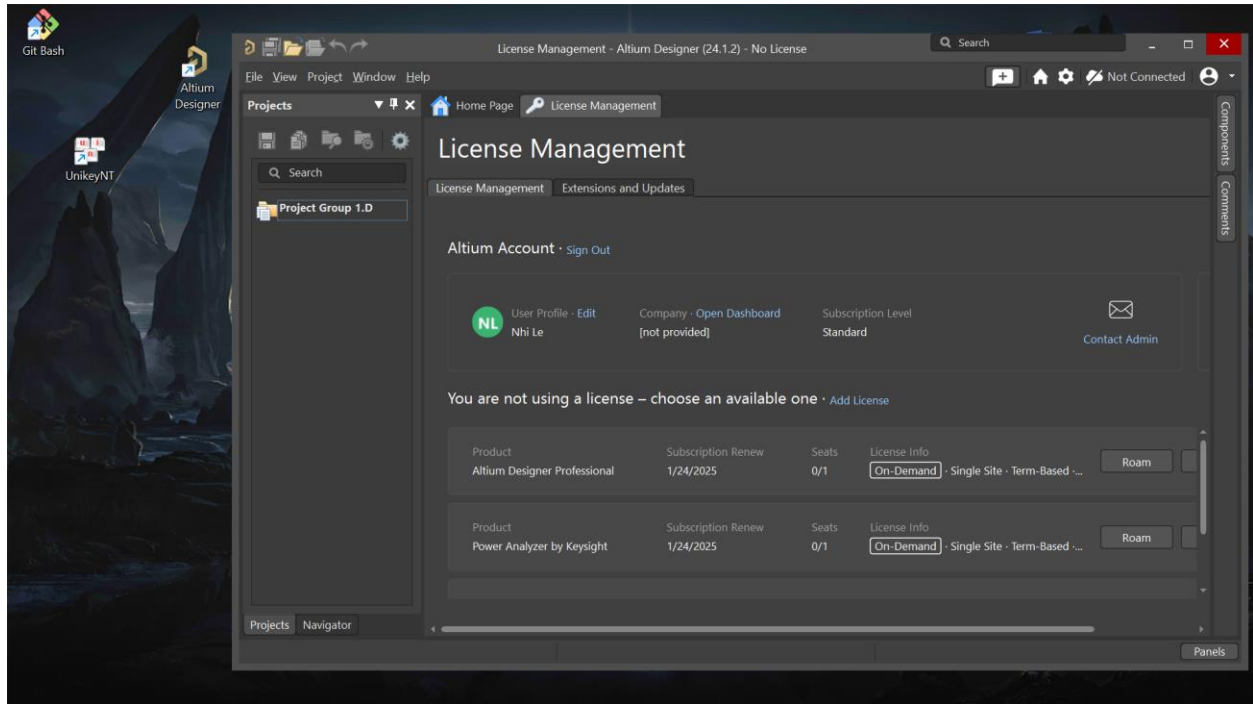 Git Bash
Altium
Designer
UnikeyNT
License Management - Altium Designer (24.1.2) - No License
Search
File View Project Window Help
Not Connected
Projects
Home Page
License Management
Components
Comments
License Management
Search
License Management
Extensions and Updates
Project Group 1.D
Altium Account · Sign Out
NL
User Profile · Edit
Nhi Le
Company · Open Dashboard
[not provided]
Subscription Level
Standard
Contact Admin
You are not using a license – choose an available one · Add License
Product Subscription Renew Seats License Info
Altium Designer Professional 1/24/2025 0/1 On-Demand · Single Site · Term-Based ·... Roam
Product Subscription Renew Seats License Info
Power Analyzer by Keysight 1/24/2025 0/1 On-Demand · Single Site · Term-Based ·... Roam
Projects Navigator
Panels